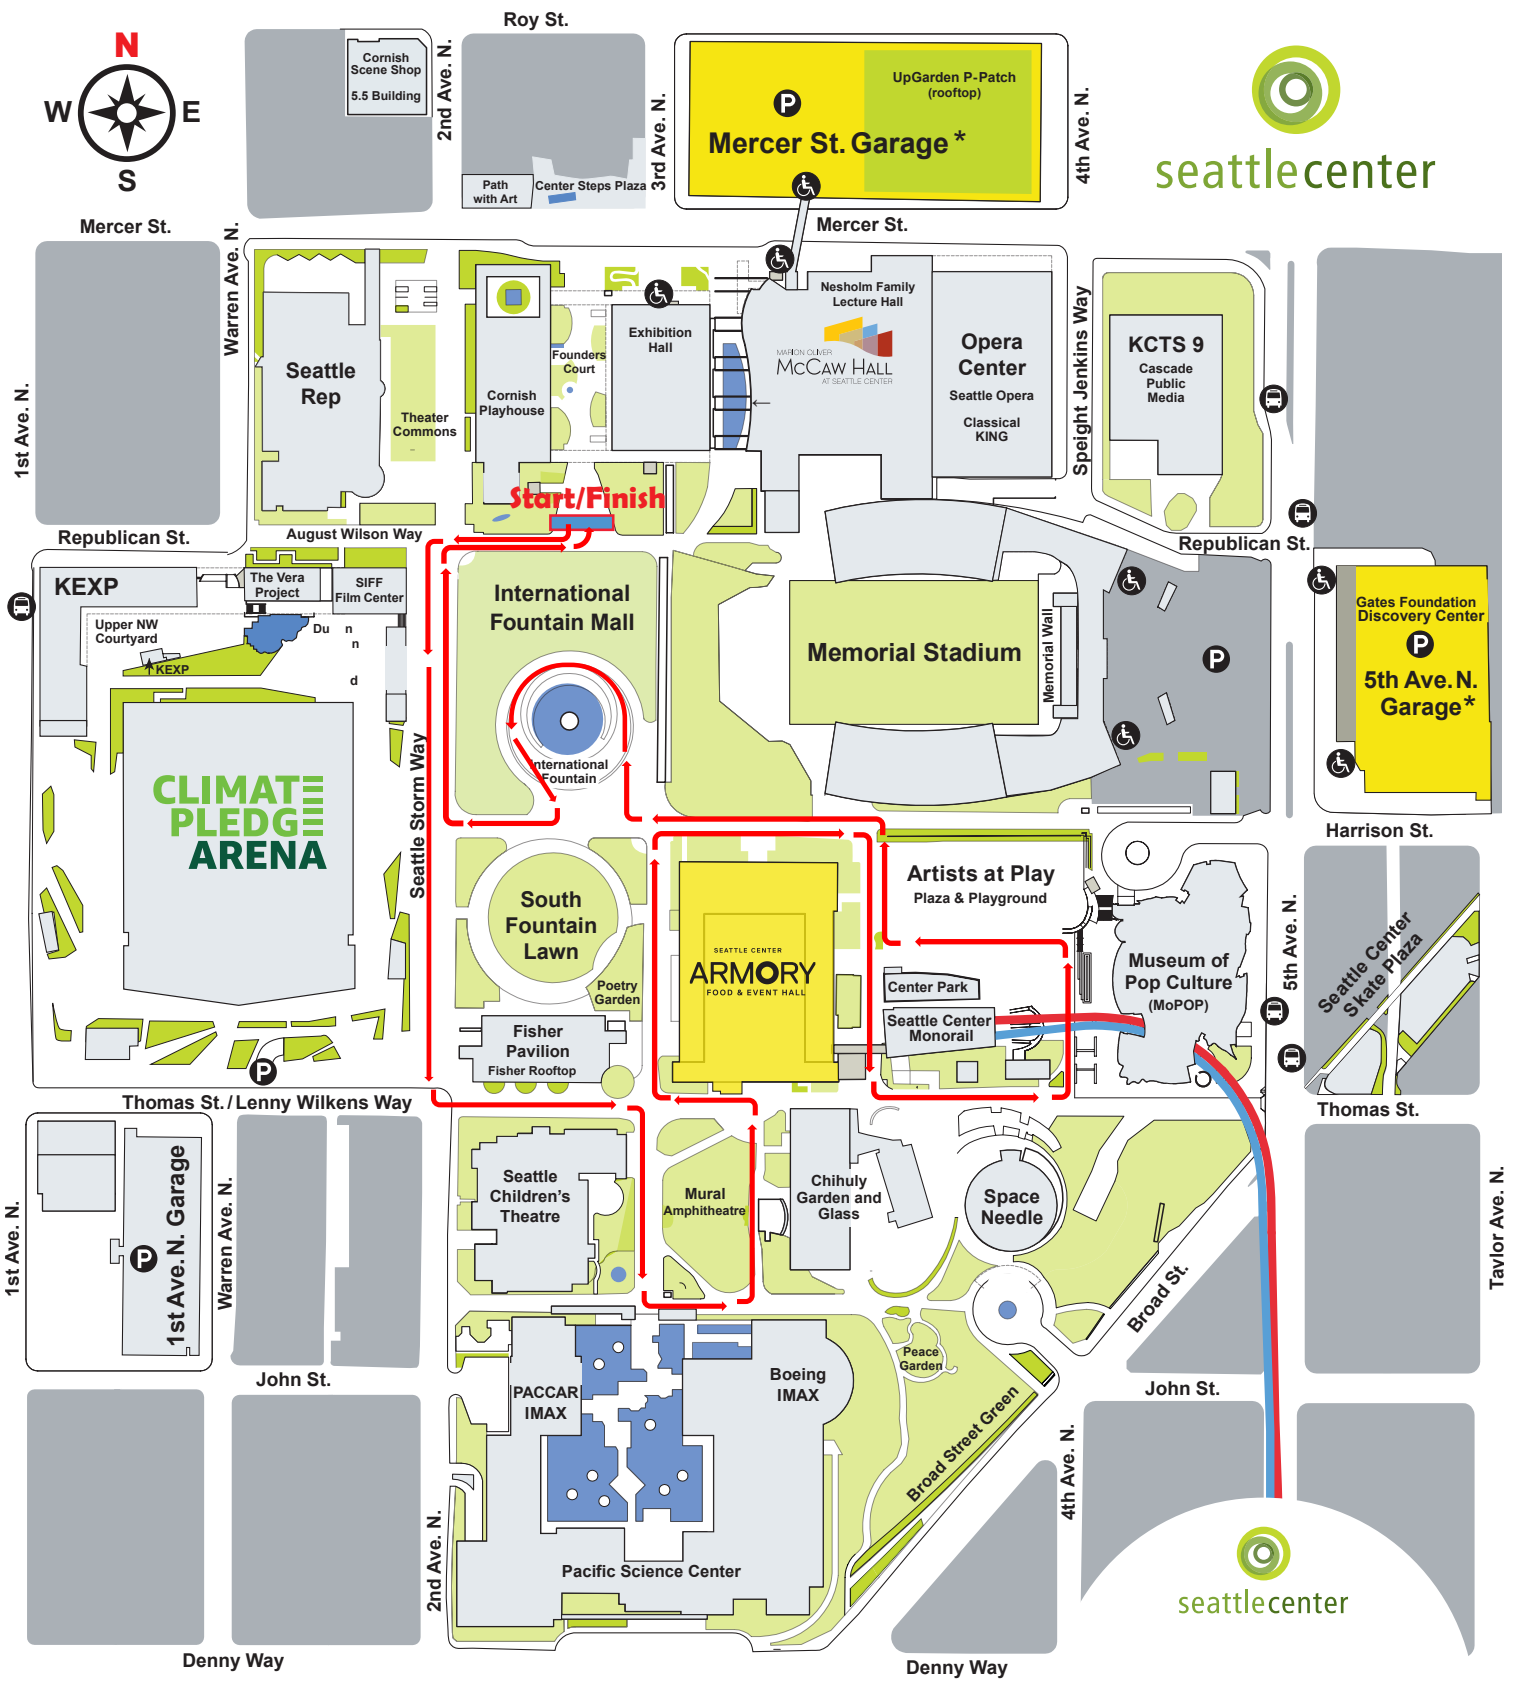 Roy St.
N
W
E
S
Cornish
Scene Shop
5.5 Building
2nd Ave. N.
Path
with Art
Center Steps Plaza
3rd Ave. N.
UpGarden P-Patch
(rooftop)
P
Mercer St. Garage *
4th Ave. N.
seattlecenter
Mercer St.
Mercer St.
Warren Ave. N.
1st Ave. N.
Seattle
Rep
Theater
Commons
Cornish
Playhouse
Founders
Court
Exhibition
Hall
Nesholm Family
Lecture Hall
MARION OLIVER
McCAW HALL
AT SEATTLE CENTER
Opera
Center
Seattle Opera
Classical
KING
Speight Jenkins Way
KCTS 9
Cascade
Public
Media
Start/Finish
August Wilson Way
Republican St.
Republican St.
KEXP
The Vera
Project
SIFF
Film Center
Upper NW
Courtyard
KEXP
Du n
n
d
International
Fountain Mall
International
Fountain
Memorial Stadium
Memorial Wall
P
Gates Foundation
Discovery Center
P
5th Ave. N.
Garage*
Seattle Storm Way
CLIMATE
PLEDGE
ARENA
Harrison St.
South
Fountain
Lawn
Poetry
Garden
Fisher
Pavilion
Fisher Rooftop
SEATTLE CENTER
ARMORY
FOOD & EVENT HALL
Artists at Play
Plaza & Playground
Center Park
Seattle Center
Monorail
Museum of
Pop Culture
(MoPOP)
5th Ave. N.
Seattle Center
Skate Plaza
P
Thomas St. / Lenny Wilkens Way
Thomas St.
1st Ave. N.
P
1st Ave. N. Garage
Warren Ave. N.
Seattle
Children's
Theatre
Mural
Amphitheatre
Chihuly
Garden and
Glass
Space
Needle
Broad St.
Taylor Ave. N.
Peace
Garden
John St.
John St.
PACCAR
IMAX
Boeing
IMAX
Broad Street Green
4th Ave. N.
2nd Ave. N.
Pacific Science Center
seattlecenter
Denny Way
Denny Way